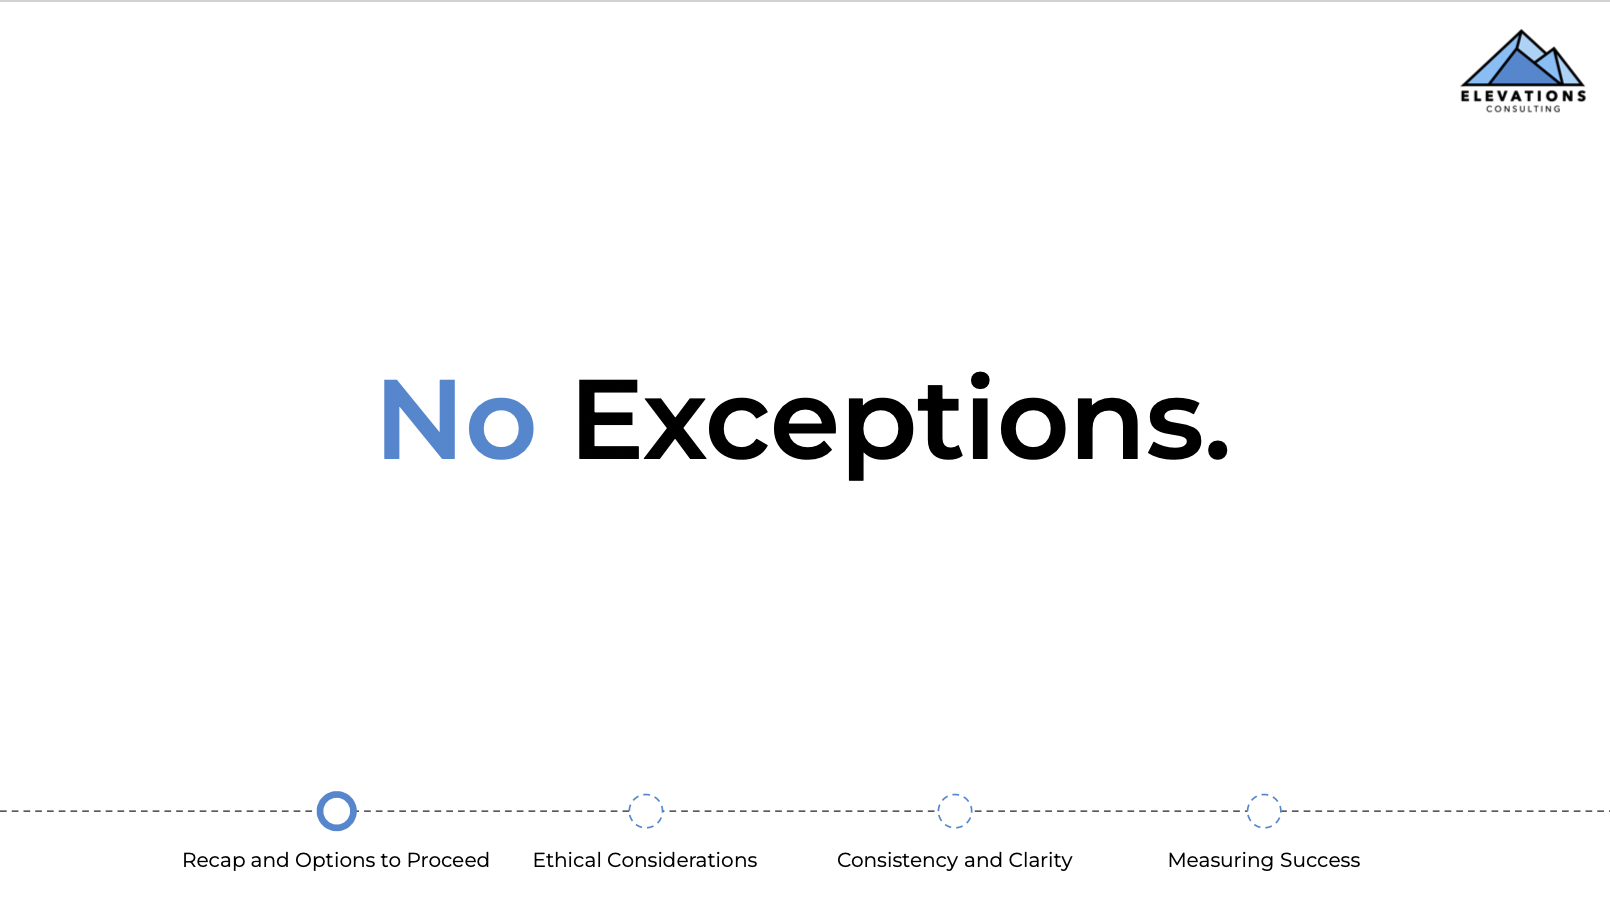 ELEVATIONS
CONSULTING
No Exceptions.
Recap and Options to Proceed
Ethical Considerations
Consistency and Clarity
Measuring Success